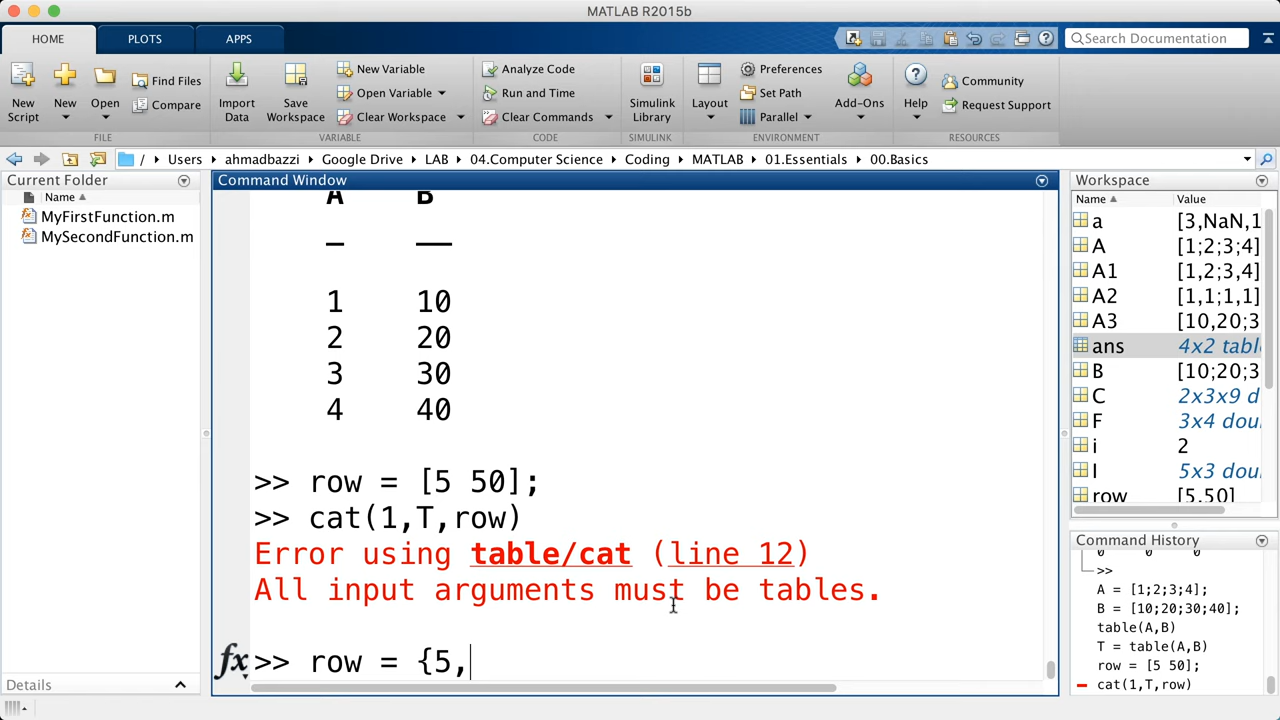 MATLAB R2015b
HOME PLOTS APPS
Search Documentation
New Script
New
Open
Find Files
Compare
FILE
Import Data
Save Workspace
New Variable
Open Variable
Clear Workspace
VARIABLE
Analyze Code
Run and Time
Clear Commands
CODE
Simulink Library
SIMULINK
Layout
Preferences
Set Path
Parallel
ENVIRONMENT
Add-Ons
Help
Community
Request Support
RESOURCES
/ Users ahmadbazzi Google Drive LAB 04.Computer Science Coding MATLAB 01.Essentials 00.Basics
Current Folder
Name
MyFirstFunction.m
MySecondFunction.m
Details
Command Window
A B
1 10
2 20
3 30
4 40
>> row = [5 50];
>> cat(1,T,row)
Error using table/cat (line 12)
All input arguments must be tables.
fx >> row = {5,
Workspace
Name Value
a [3,NaN,1
A [1;2;3;4]
A1 [1,2;3,4]
A2 [1,1;1,1]
A3 [10,20;3
ans 4x2 tabl
B [10;20;3
C 2x3x9 d
F 3x4 dou
i 2
I 5x3 dou
row [5,50]
Command History
0 0 0
>>
A = [1;2;3;4];
B = [10;20;30;40];
table(A,B)
T = table(A,B)
row = [5 50];
cat(1,T,row)